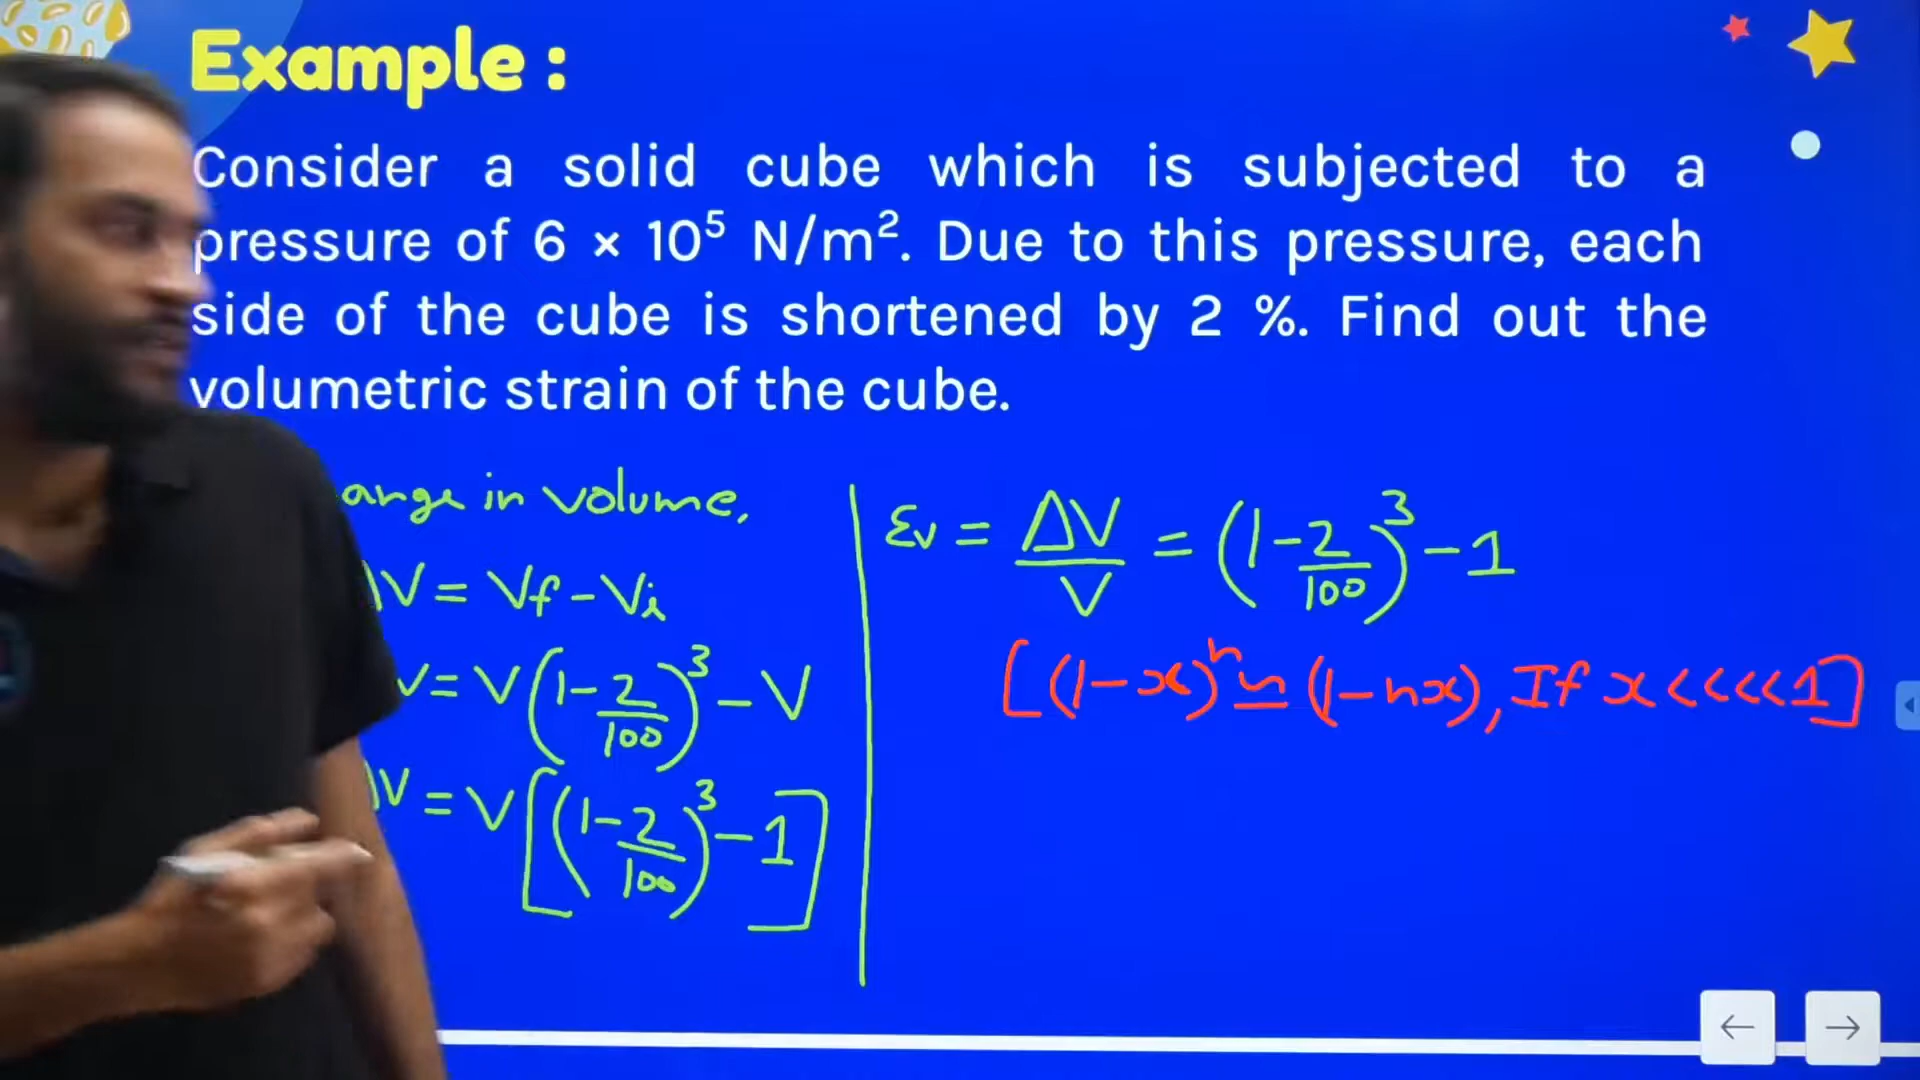 Example :
Consider a solid cube which is subjected to a
pressure of 6 × 10⁵ N/m². Due to this pressure, each
side of the cube is shortened by 2 %. Find out the
volumetric strain of the cube.
ange in volume,
ΔV = Vf - Vi
V = V(1-2/100)³ - V
ΔV = V[(1-2/100)³-1]
εv = ΔV/V = (1-2/100)³-1
[(1-x)ⁿ ≃ (1-nx), If x<<<<1]